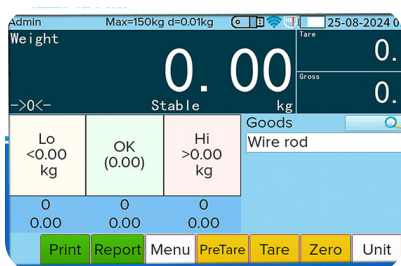 Admin Max=150kg d=0.01kg 25-08-2024 0
Weight
Tare
0.
0.00
Gross
0.
->0<- Stable kg
Goods
Wire rod
Lo
<0.00
kg
OK
(0.00)
Hi
>0.00
kg
0 0 0
0.00 0.00 0.00
Print Report Menu PreTare Tare Zero Unit